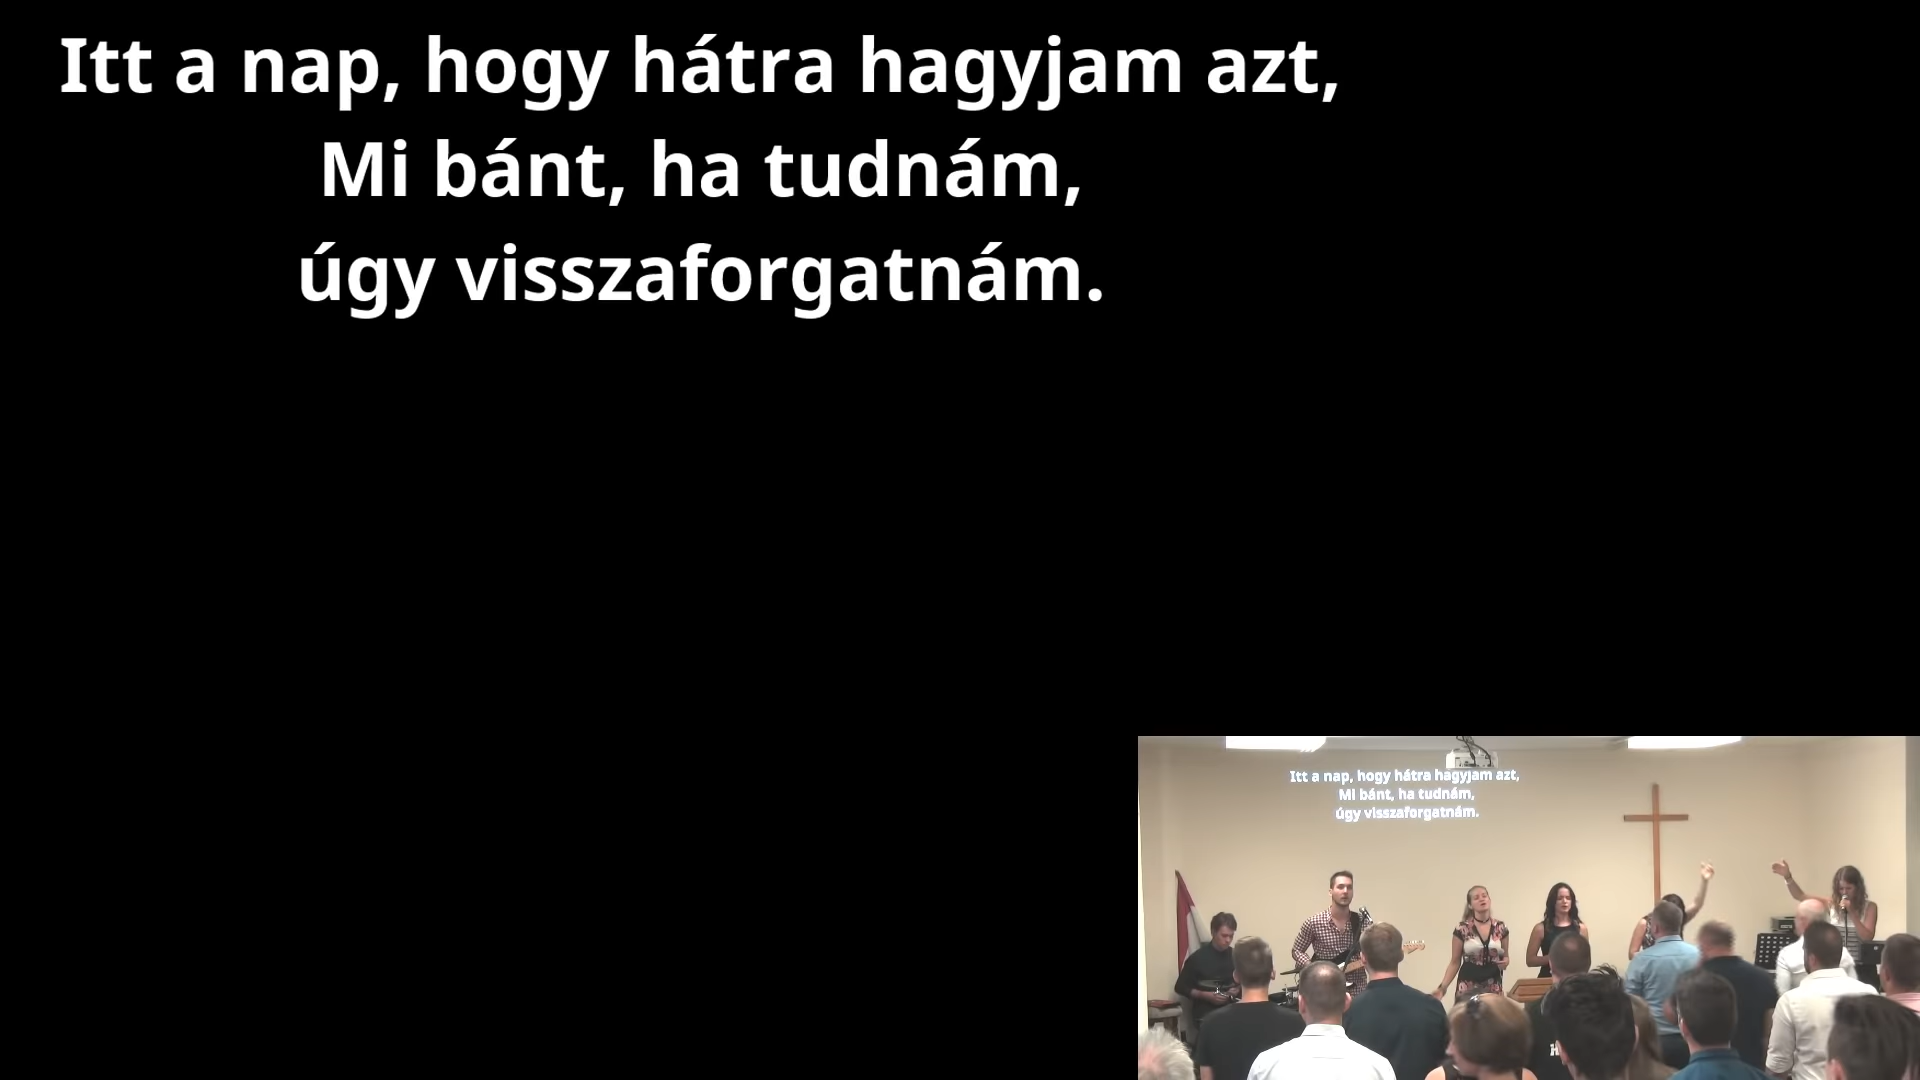 Itt a nap, hogy hátra hagyjam azt,
Mi bánt, ha tudnám,
úgy visszaforgatnám.
Itt a nap, hogy hátra hagyjam azt,
Mi bánt, ha tudnám,
úgy visszaforgatnám.